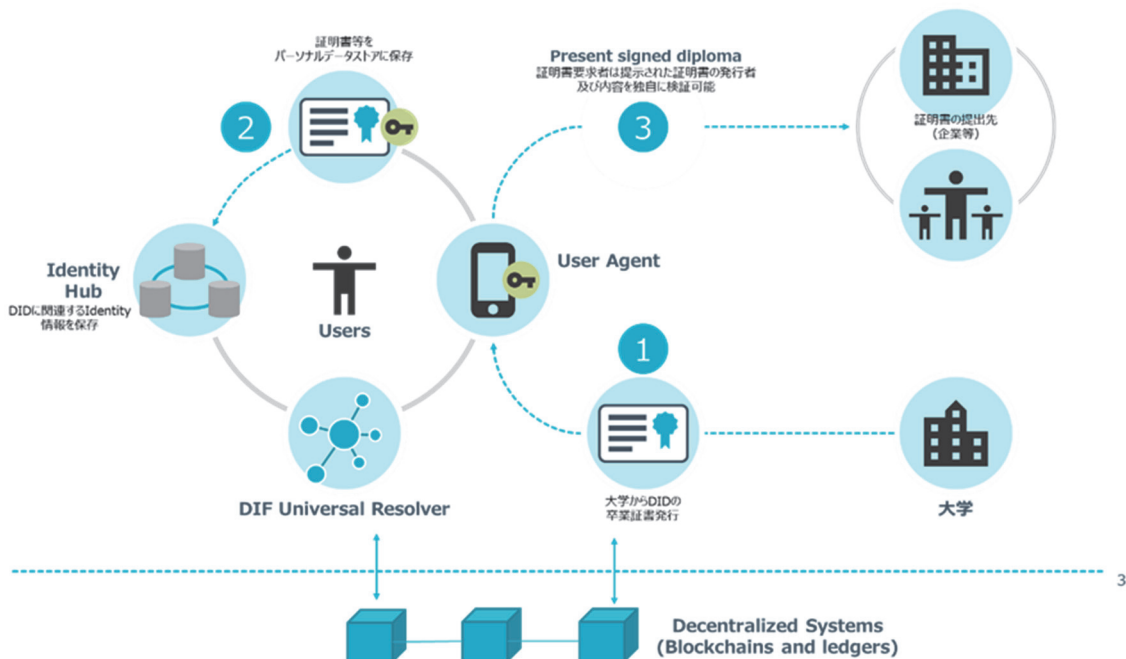 証明書等を
パーソナルデータストアに保存
2
Present signed diploma
証明書要求者は提示された証明書の発行者
及び内容を独自に検証可能
3
証明書の提出先
(企業等)
Identity
Hub
DIDに関連するIdentity
情報を保存
Users
User Agent
1
DIF Universal Resolver
大学からDIDの
卒業証書発行
大学
3
Decentralized Systems
(Blockchains and ledgers)